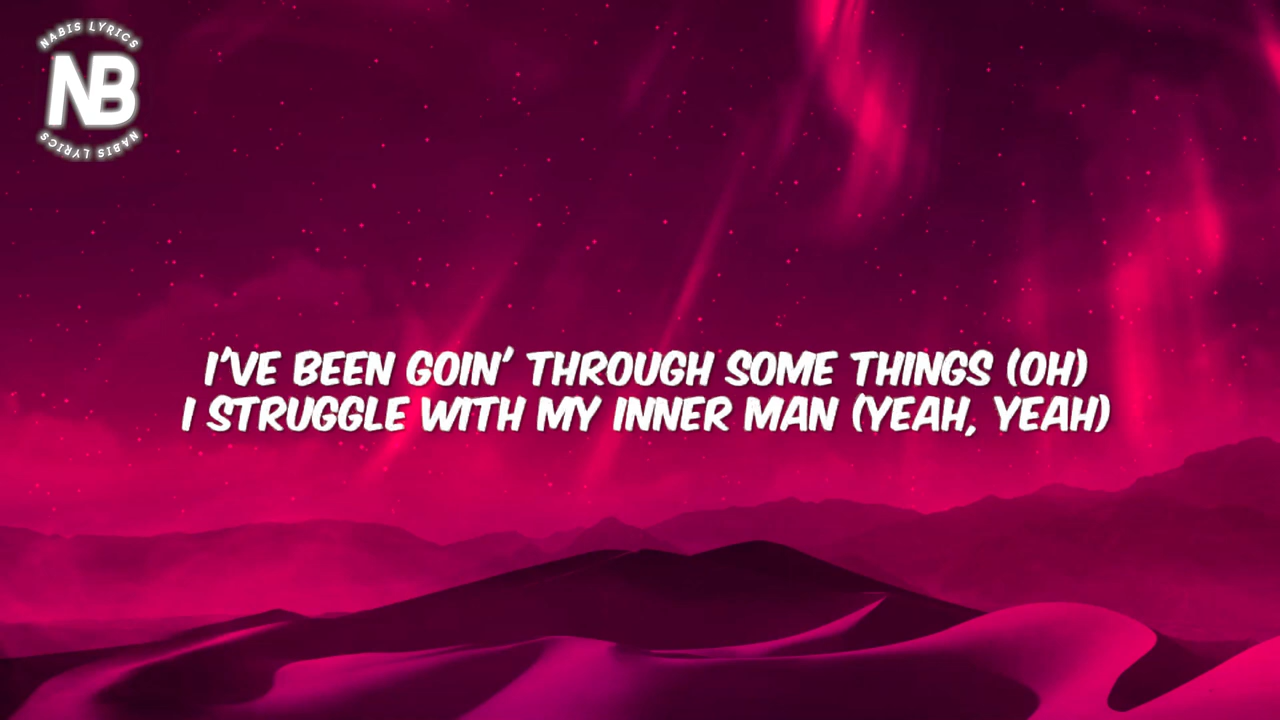 NABIS LYRICS
NB
NABIS LYRICS
I'VE BEEN GOIN' THROUGH SOME THINGS (OH)
I STRUGGLE WITH MY INNER MAN (YEAH, YEAH)